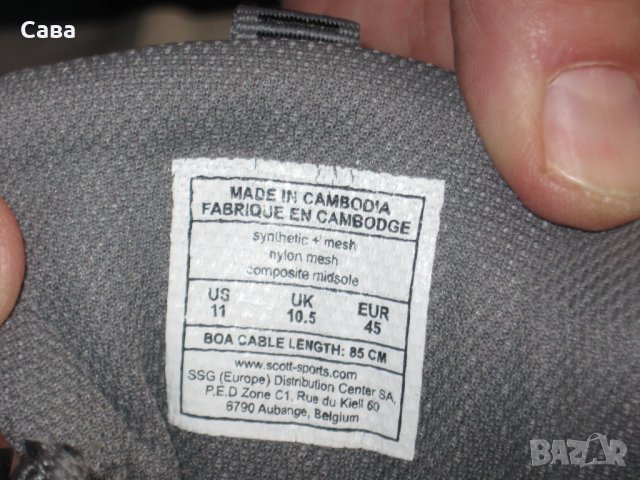 Сава
MADE IN CAMBODIA
FABRIQUE EN CAMBODGE
synthetic + mesh
nylon mesh
composite midsole
US UK EUR
11 10.5 45
BOA CABLE LENGTH: 85 CM
www.scott-sports.com
SSG (Europe) Distribution Center SA,
P.E.D Zone C1, Rue du Kiell 60
6790 Aubange, Belgium
BAZAR